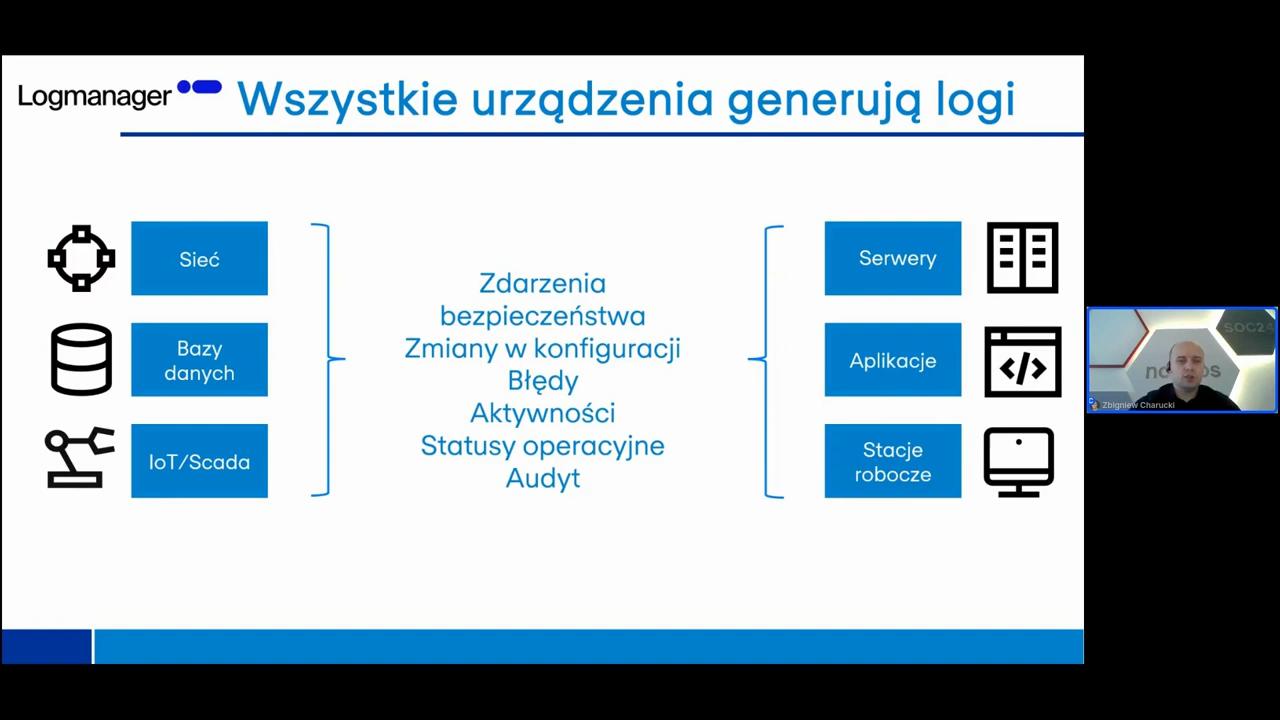 Logmanager
Wszystkie urządzenia generują logi
Sieć
Bazy
danych
IoT/Scada
Zdarzenia
bezpieczeństwa
Zmiany w konfiguracji
Błędy
Aktywności
Statusy operacyjne
Audyt
Serwery
Aplikacje
Stacje
robocze
SOC24
Zbigniew Charucki